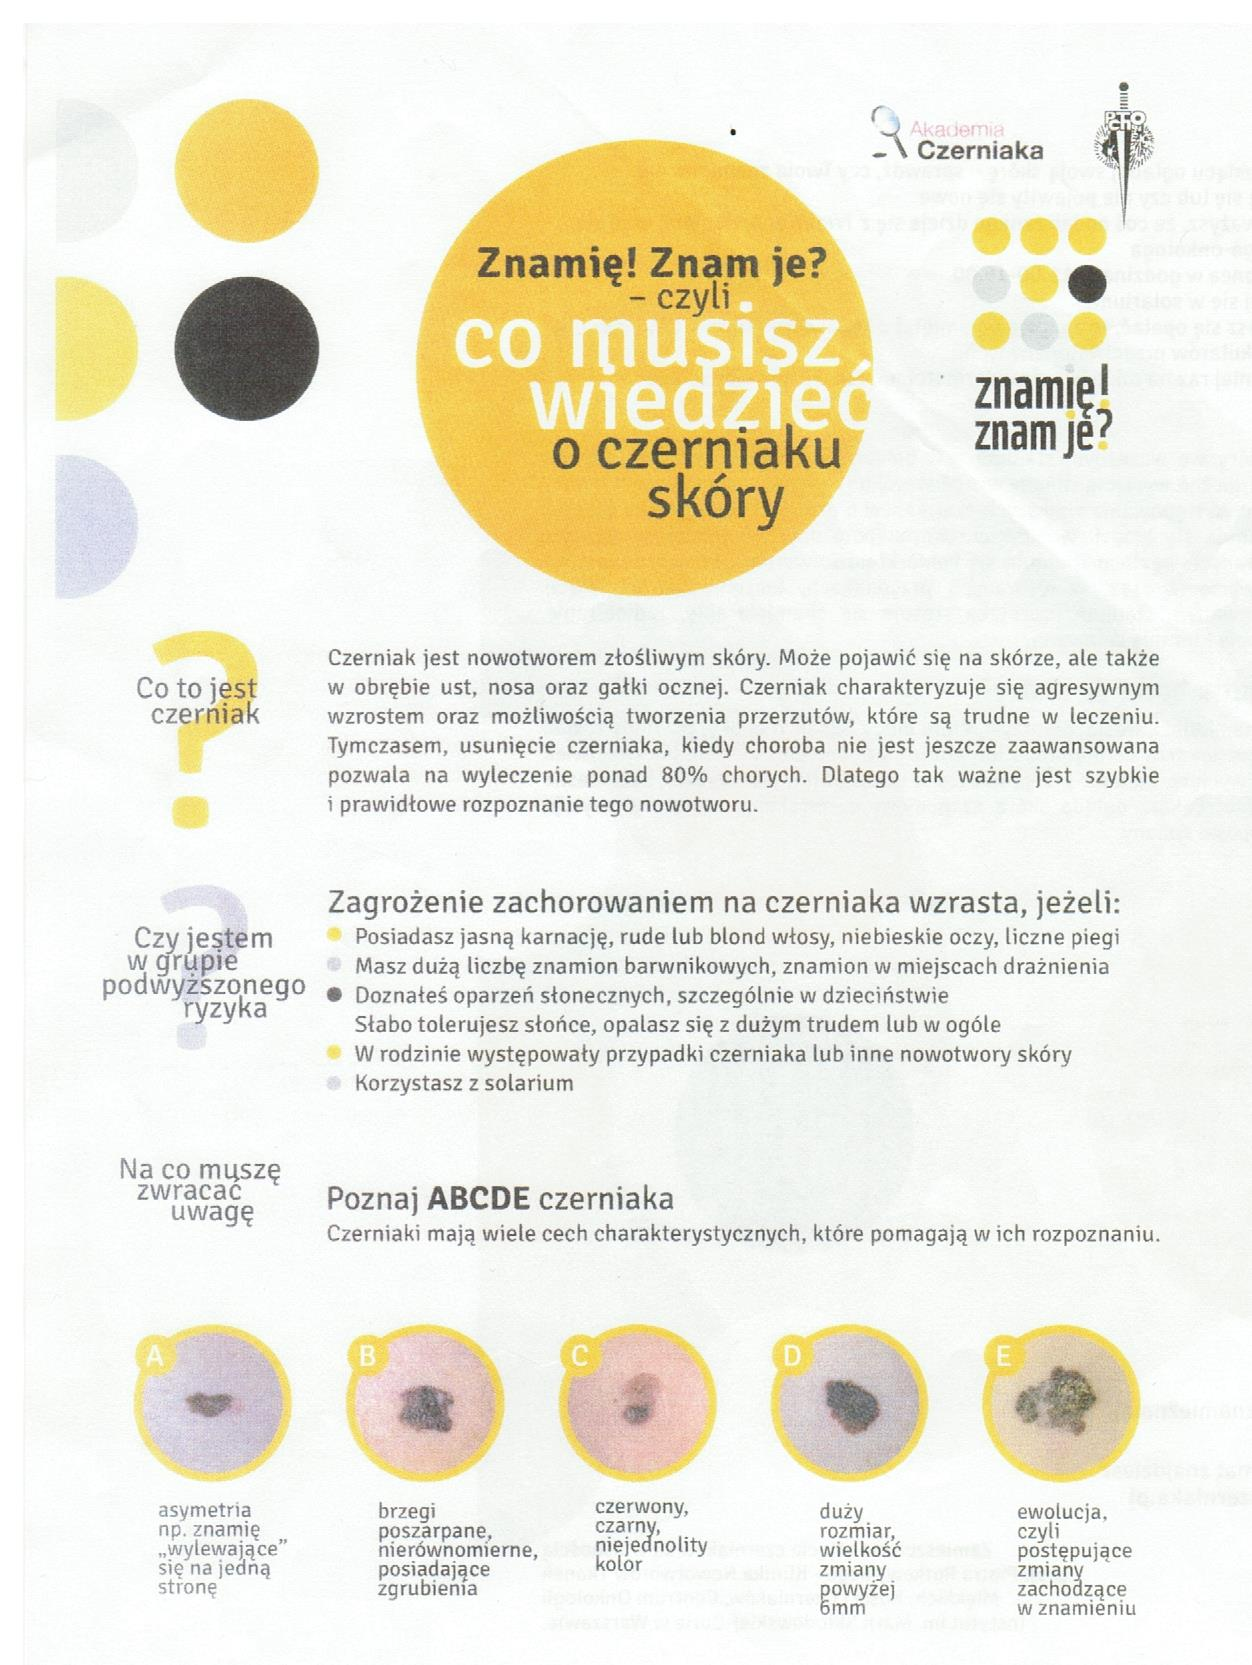 Akademia
Czerniaka
Znamię! Znam je?
– czyli
co musisz
wiedzieć
o czerniaku
skóry
znamię!
znam je?
Co to jest
czerniak
?
Czerniak jest nowotworem złośliwym skóry. Może pojawić się na skórze, ale także
w obrębie ust, nosa oraz gałki ocznej. Czerniak charakteryzuje się agresywnym
wzrostem oraz możliwością tworzenia przerzutów, które są trudne w leczeniu.
Tymczasem, usunięcie czerniaka, kiedy choroba nie jest jeszcze zaawansowana
pozwala na wyleczenie ponad 80% chorych. Dlatego tak ważne jest szybkie
i prawidłowe rozpoznanie tego nowotworu.
Czy jestem
w grupie
podwyższonego
ryzyka
?
Zagrożenie zachorowaniem na czerniaka wzrasta, jeżeli:
Posiadasz jasną karnację, rude lub blond włosy, niebieskie oczy, liczne piegi
Masz dużą liczbę znamion barwnikowych, znamion w miejscach drażnienia
Doznałeś oparzeń słonecznych, szczególnie w dzieciństwie
Słabo tolerujesz słońce, opalasz się z dużym trudem lub w ogóle
W rodzinie występowały przypadki czerniaka lub inne nowotwory skóry
Korzystasz z solarium
Na co muszę
zwracać
uwagę
Poznaj ABCDE czerniaka
Czerniaki mają wiele cech charakterystycznych, które pomagają w ich rozpoznaniu.
A
asymetria
np. znamię
„wylewające”
się na jedną
stronę
B
brzegi
poszarpane,
nierównomierne,
posiadające
zgrubienia
C
czerwony,
czarny,
niejednolity
kolor
D
duży
rozmiar,
wielkość
zmiany
powyżej
6mm
E
ewolucja,
czyli
postępujące
zmiany
zachodzące
w znamieniu